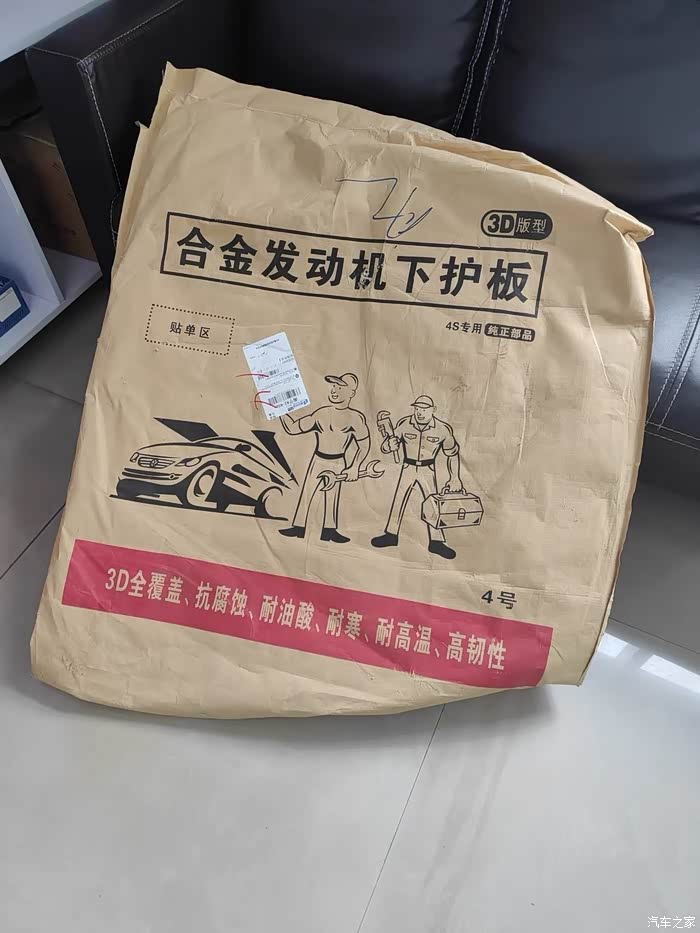 3D版型
合金发动机下护板
4S专用 纯正部品
贴单区
4号
3D全覆盖、抗腐蚀、耐油酸、耐寒、耐高温、高韧性
汽车之家